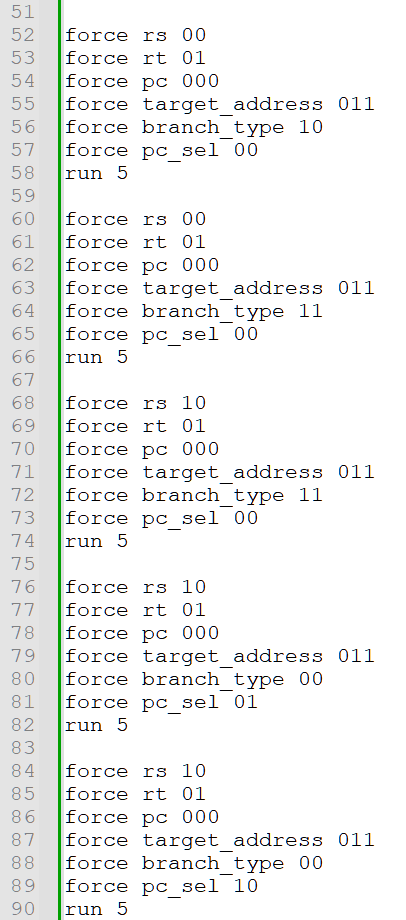 51
52 force rs 00
53 force rt 01
54 force pc 000
55 force target_address 011
56 force branch_type 10
57 force pc_sel 00
58 run 5
59
60 force rs 00
61 force rt 01
62 force pc 000
63 force target_address 011
64 force branch_type 11
65 force pc_sel 00
66 run 5
67
68 force rs 10
69 force rt 01
70 force pc 000
71 force target_address 011
72 force branch_type 11
73 force pc_sel 00
74 run 5
75
76 force rs 10
77 force rt 01
78 force pc 000
79 force target_address 011
80 force branch_type 00
81 force pc_sel 01
82 run 5
83
84 force rs 10
85 force rt 01
86 force pc 000
87 force target_address 011
88 force branch_type 00
89 force pc_sel 10
90 run 5